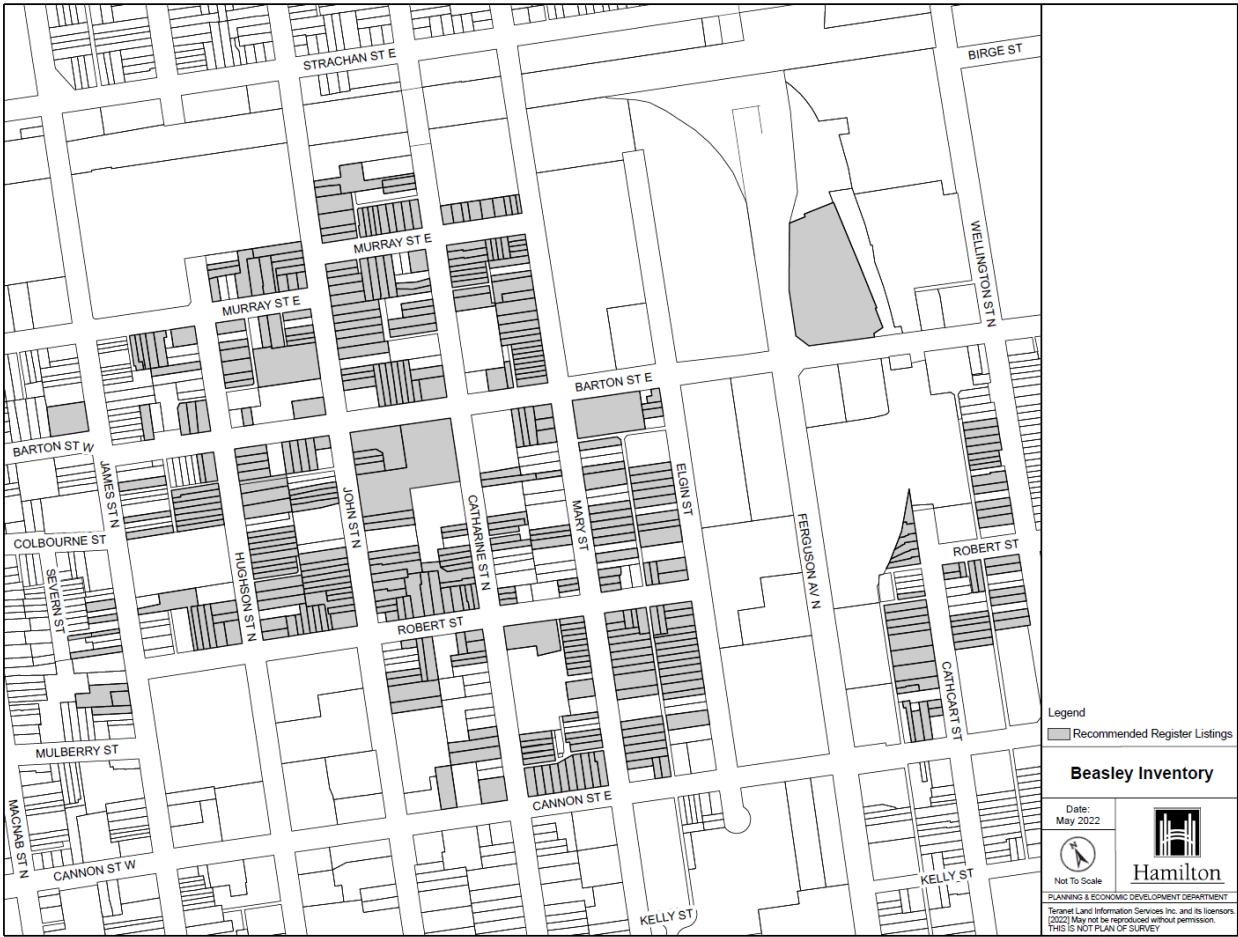 STRACHAN ST E
BIRGE ST
WELLINGTON ST N
MURRAY ST E
MURRAY ST E
BARTON ST E
BARTON ST W
JAMES ST N
JOHN ST N
CATHARINE ST N
MARY ST
ELGIN ST
FERGUSON AV N
COLBOURNE ST
SEVERN ST
HUGHSON ST N
ROBERT ST
ROBERT ST
CATHCART ST
MULBERRY ST
MACNAB ST N
CANNON ST E
CANNON ST W
KELLY ST
KELLY ST
Legend
Recommended Register Listings
Beasley Inventory
Date:
May 2022
N
Not To Scale
Hamilton
PLANNING & ECONOMIC DEVELOPMENT DEPARTMENT
Teranet Land Information Services Inc. and its licensors.
[2022] May not be reproduced without permission.
THIS IS NOT PLAN OF SURVEY